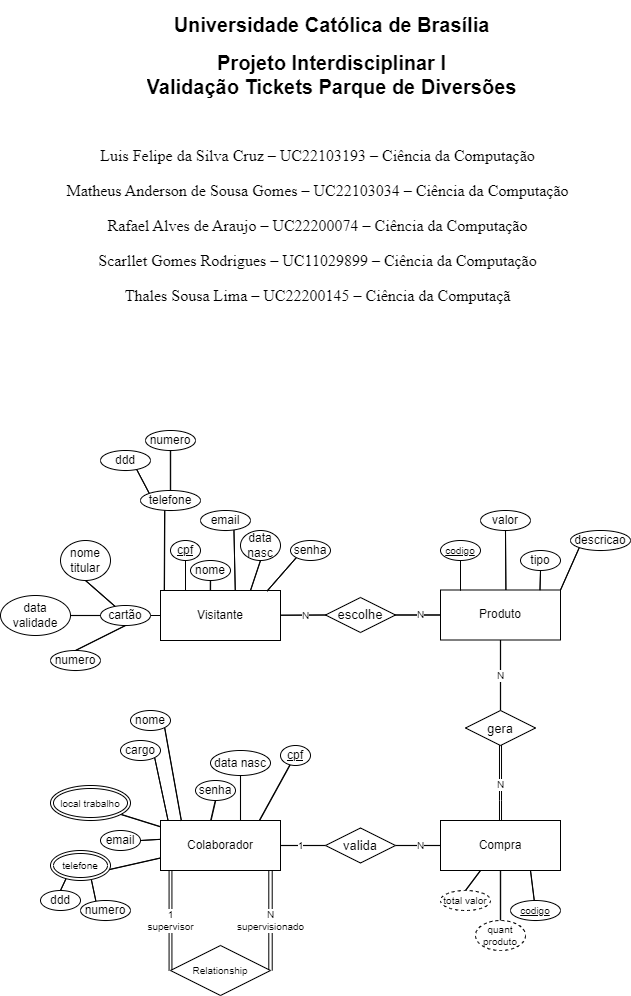 Universidade Católica de Brasília
Projeto Interdisciplinar I
Validação Tickets Parque de Diversões
Luis Felipe da Silva Cruz – UC22103193 – Ciência da Computação
Matheus Anderson de Sousa Gomes – UC22103034 – Ciência da Computação
Rafael Alves de Araujo – UC22200074 – Ciência da Computação
Scarllet Gomes Rodrigues – UC11029899 – Ciência da Computação
Thales Sousa Lima – UC22200145 – Ciência da Computaçã
numero
ddd
telefone
email
cpf
nome
data
nasc
senha
nome
titular
data
validade
cartão
numero
Visitante
N
escolhe
N
valor
codigo
tipo
descricao
Produto
N
gera
N
nome
cargo
data nasc
cpf
senha
local trabalho
email
telefone
ddd
numero
Colaborador
1
valida
N
Compra
total valor
quant
produto
codigo
1
supervisor
N
supervisionado
Relationship